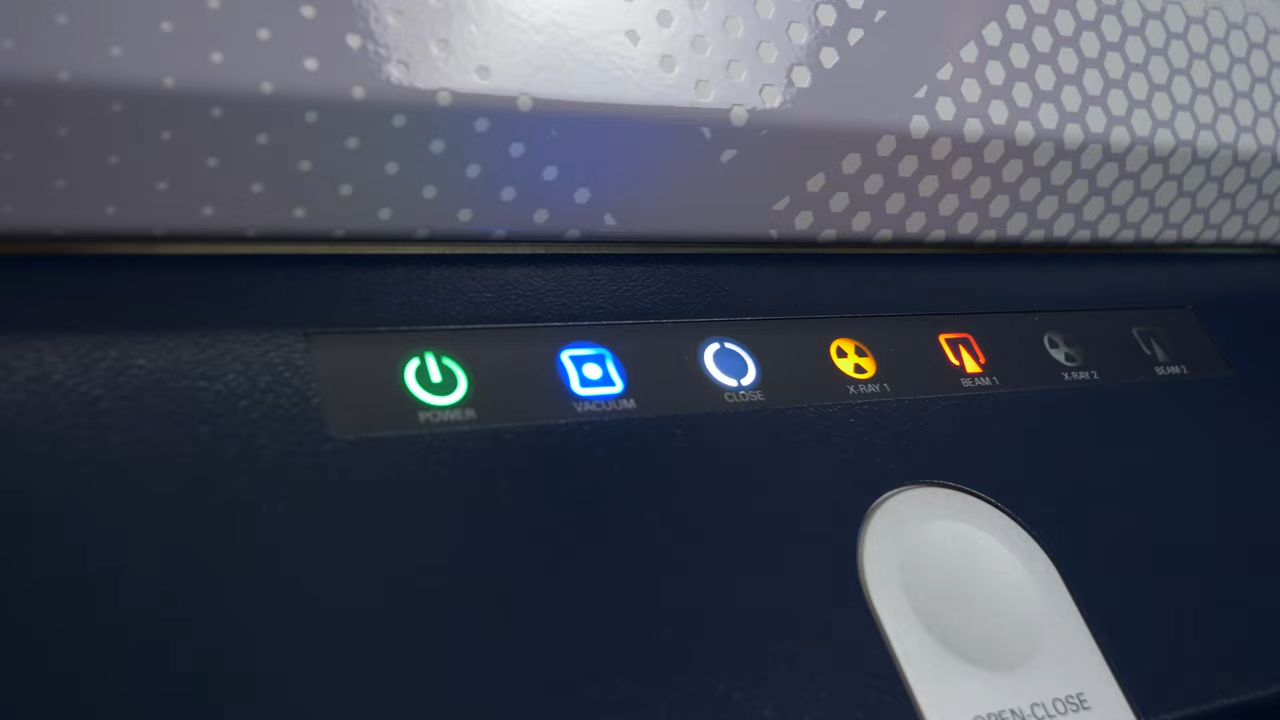 POWER
VACUUM
CLOSE
X-RAY 1
BEAM 1
X-RAY 2
BEAM 2
OPEN-CLOSE